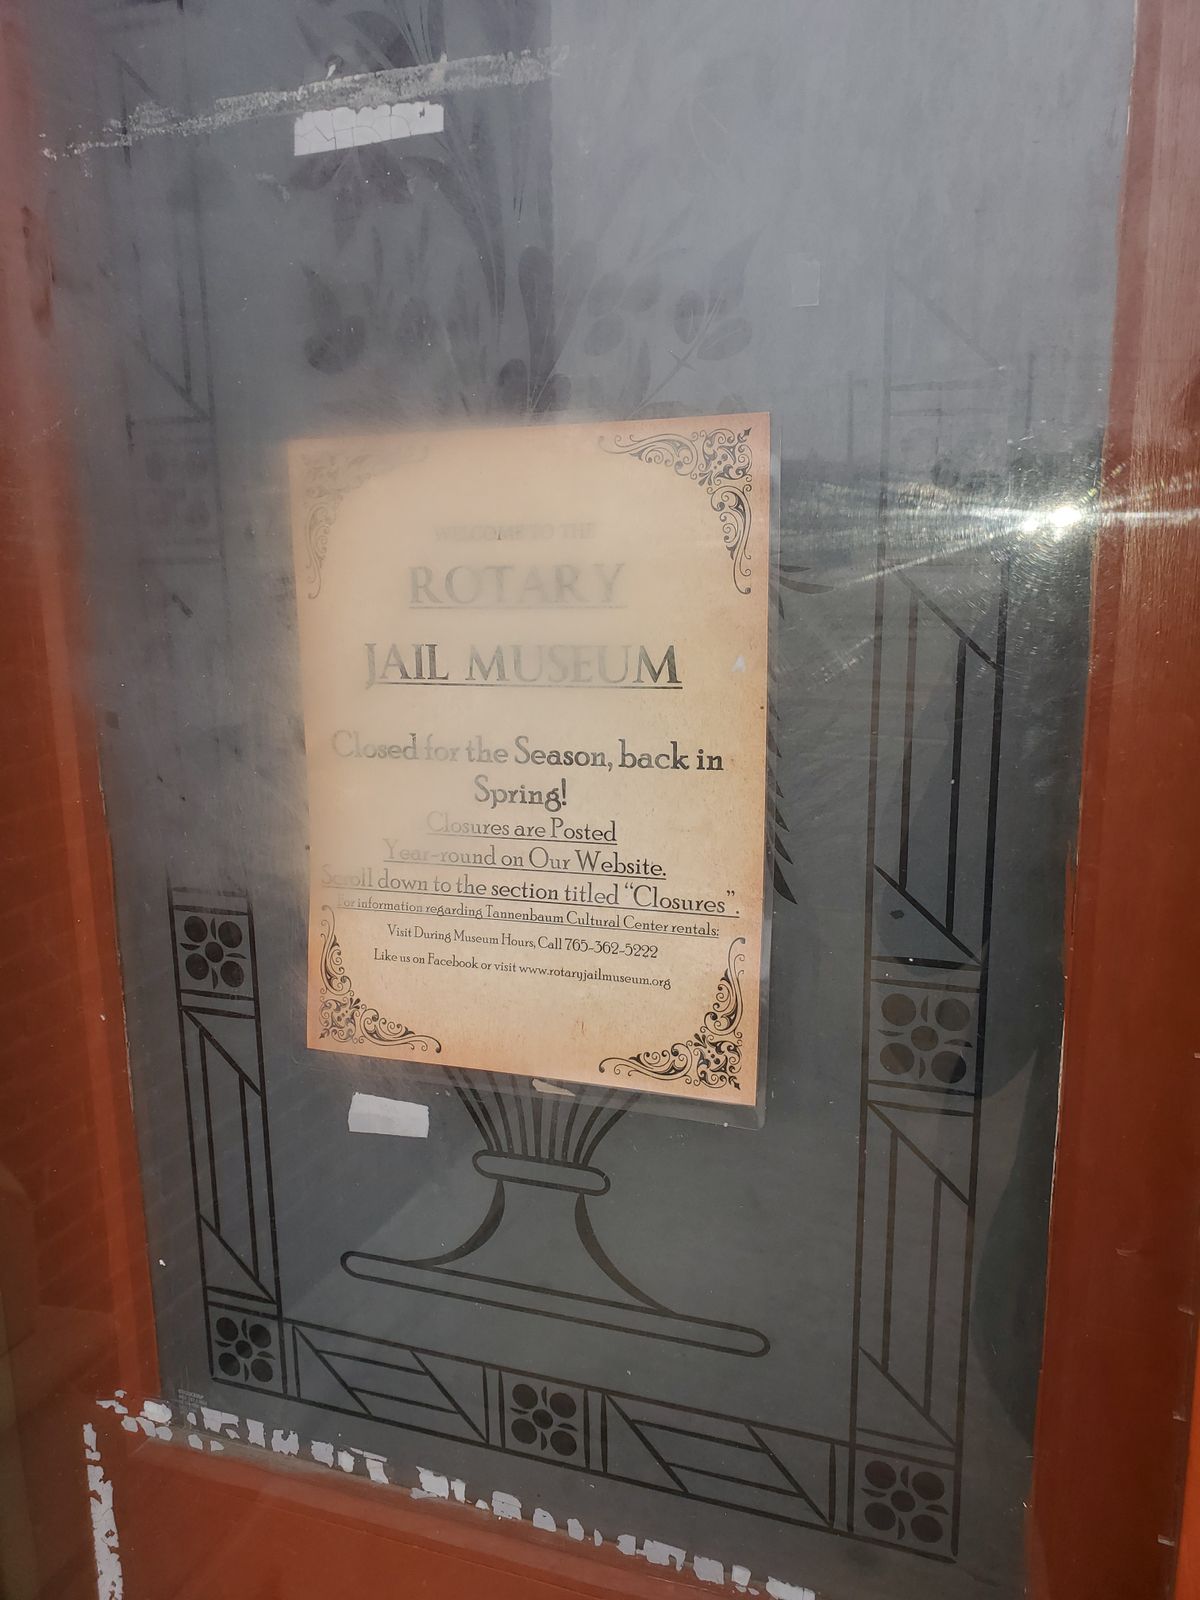 WELCOME TO THE
ROTARY
JAIL MUSEUM
Closed for the Season, back in
Spring!
Closures are Posted
Year-round on Our Website.
Scroll down to the section titled “Closures”.
For information regarding Tannenbaum Cultural Center rentals:
Visit During Museum Hours, Call 765-362-5222
Like us on Facebook or visit www.rotaryjailmuseum.org